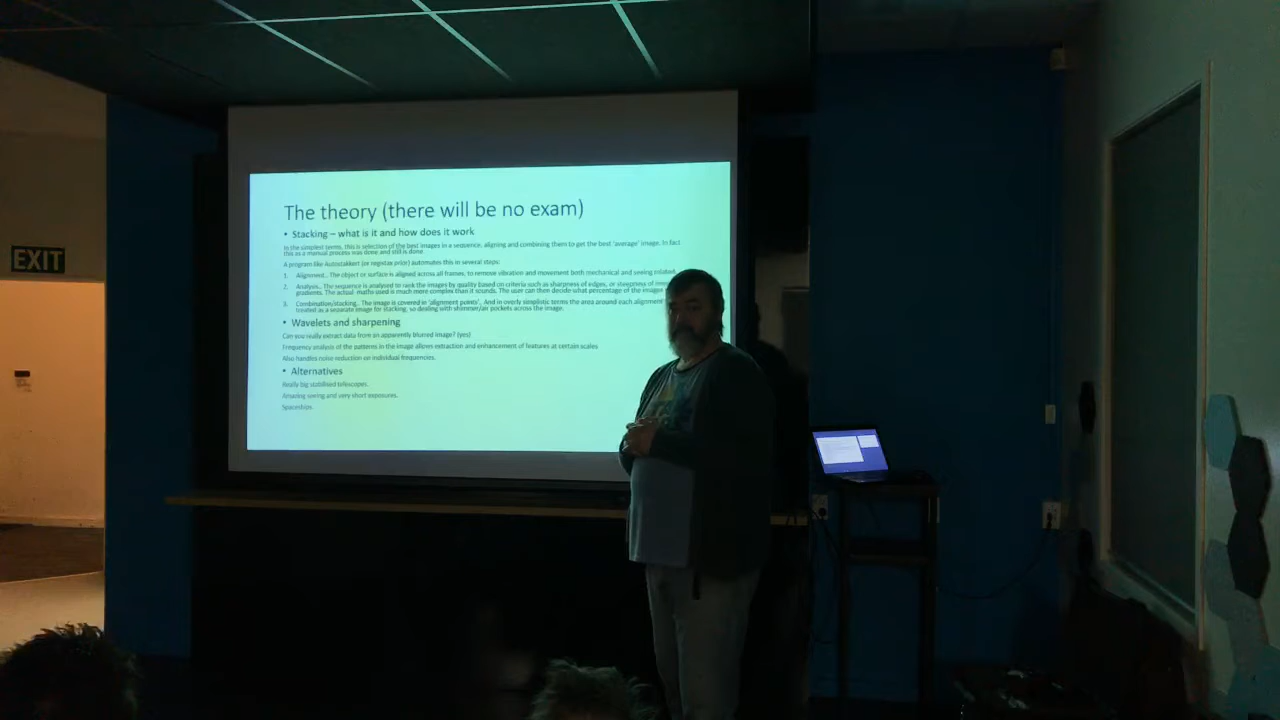 The theory (there will be no exam)
• Stacking – what is it and how does it work
In the simplest terms, this is selection of the best images in a sequence, aligning and combining them to get the best 'average' image. In fact
this as a manual process was done and still is done.
A program like Autostakkert (or registax prior) automates this in several steps:
1. Alignment.. The object or surface is aligned across all frames, to remove vibration and movement both mechanical and seeing related.
2. Analysis.. The sequence is analyzed to rank the images by quality based on criteria such as sharpness of edges, or steepness of
gradients. The actual maths used is much more complex than it sounds. The user can then decide what percentage of the images
3. Combination/stacking.. The image is covered in 'alignment points'. And in overly simplistic terms the area around each alignment
treated as a separate image for stacking, so dealing with shimmer/air pockets across the image.
• Wavelets and sharpening
Can you really extract data from an apparently blurred image? (yes)
Frequency analysis of the patterns in the image allows extraction and enhancement of features at certain scales
Also handles noise reduction on individual frequencies.
• Alternatives
Really big stabilised telescopes.
Amazing seeing and very short exposures.
Spaceships.
EXIT